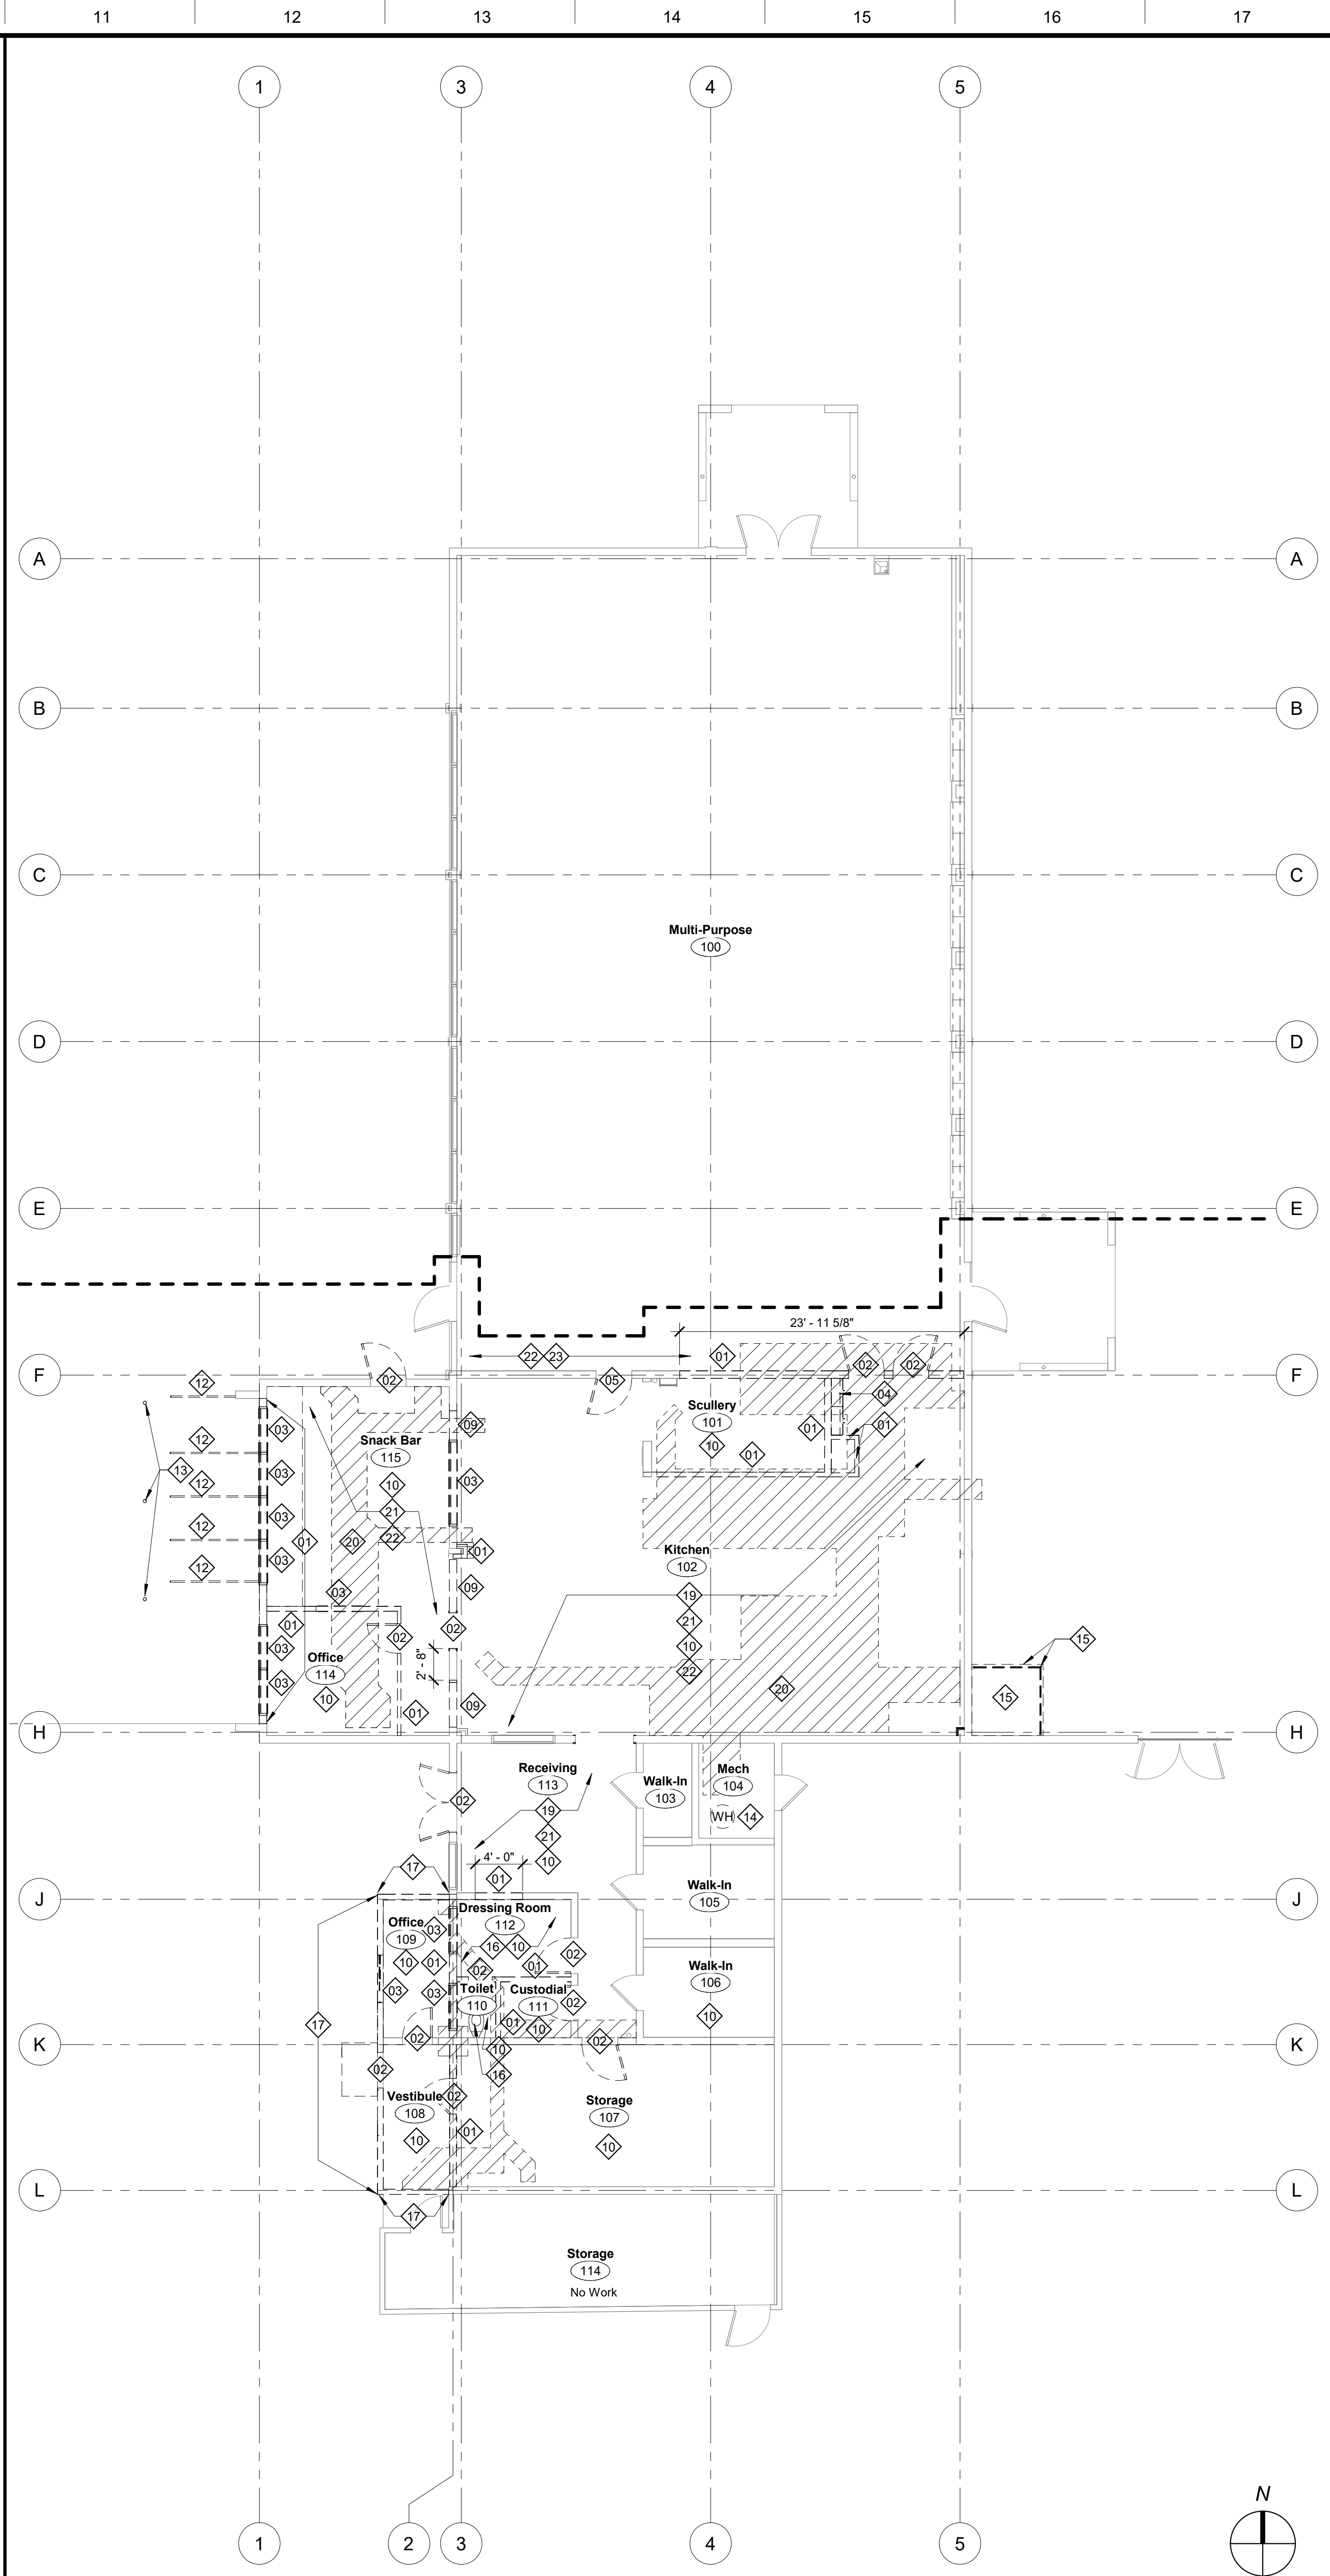 11 12 13 14 15 16 17
1 3 4 5
A A
B B
C C
Multi-Purpose
100
D D
E E
23' - 11 5/8"
22 23 01
02 02
F F
02 05
12 04
Scullery
101
03 09 01 01
Snack Bar
115
12 10 01
13 03 03
12 10
03 21
12 01 20 22
01
Kitchen
102
03
12 03 09
19
01 21
02 02
10
Office
114
03 2' - 8" 22
15
03 10 20 15
01 09
H H
Receiving
113
Walk-In
103
Mech
104
02 19 WH 14
21
4' - 0" 10
17 01
J J
Walk-In
105
Dressing Room
112
Office
109
03
16 10
02
10 01 02 01
Walk-In
106
03 03
Toilet
110
Custodial
111
02
10
17 01 10
02 02
K K
10
02 16
Vestibule
108
02
Storage
107
01
10 10
L L
17
Storage
114
No Work
N
1 2 3 4 5